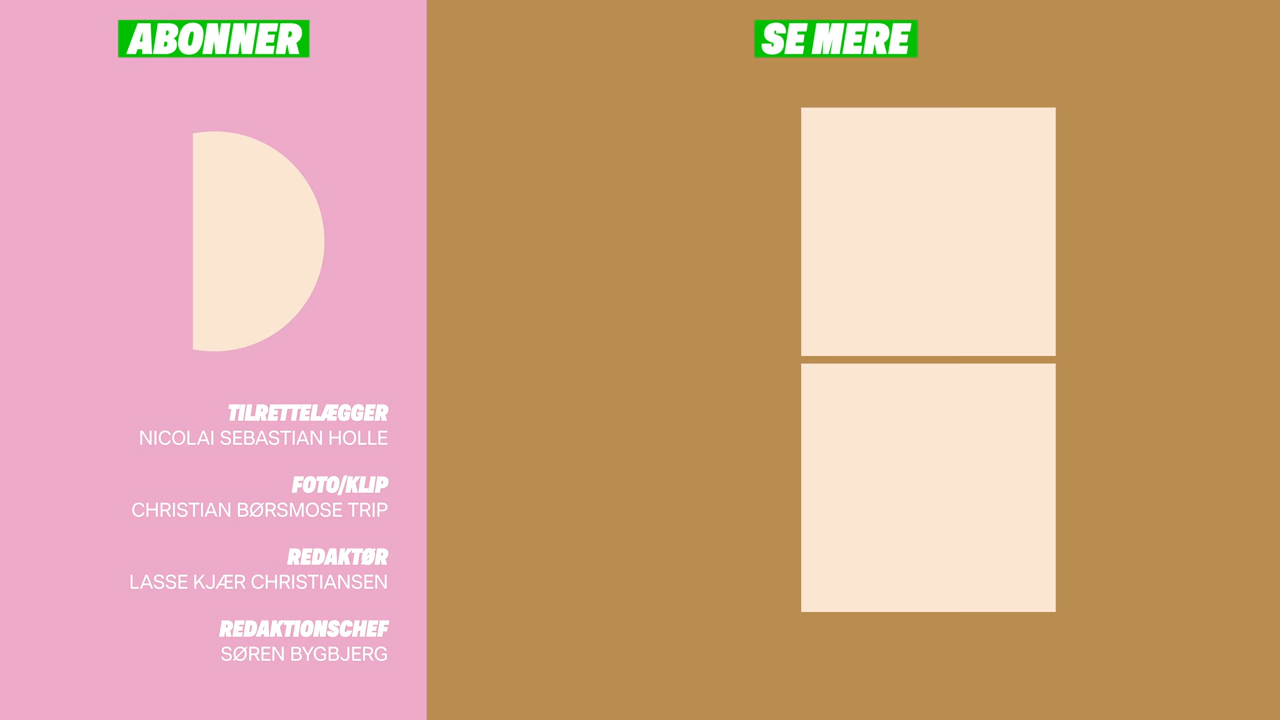 ABONNER
SE MERE
TILRETTELÆGGER
NICOLAI SEBASTIAN HOLLE
FOTO/KLIP
CHRISTIAN BØRSMOSE TRIP
REDAKTØR
LASSE KJÆR CHRISTIANSEN
REDAKTIONSCHEF
SØREN BYGBJERG